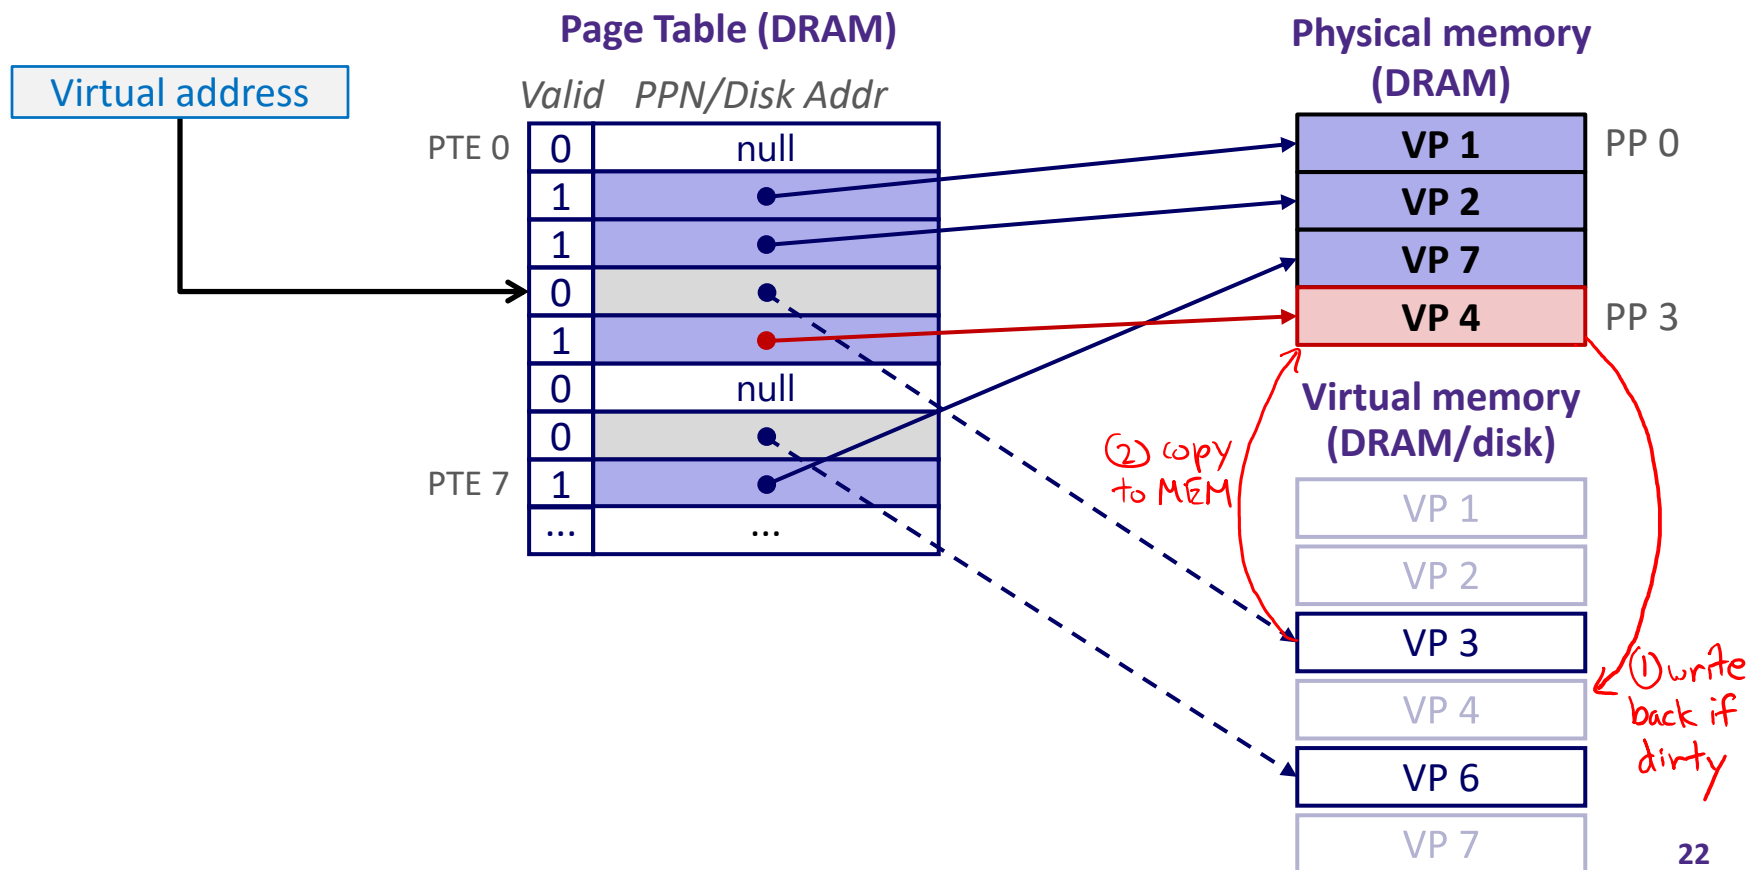 Page Table (DRAM)
Physical memory
(DRAM)
Virtual address
Valid PPN/Disk Addr
PTE 0 0 null
1
1
0
1
0 null
0
PTE 7 1
... ...
VP 1 PP 0
VP 2
VP 7
VP 4 PP 3
Virtual memory
(DRAM/disk)
② copy
to MEM
VP 1
VP 2
VP 3
VP 4
VP 6
VP 7
① write
back if
dirty
22